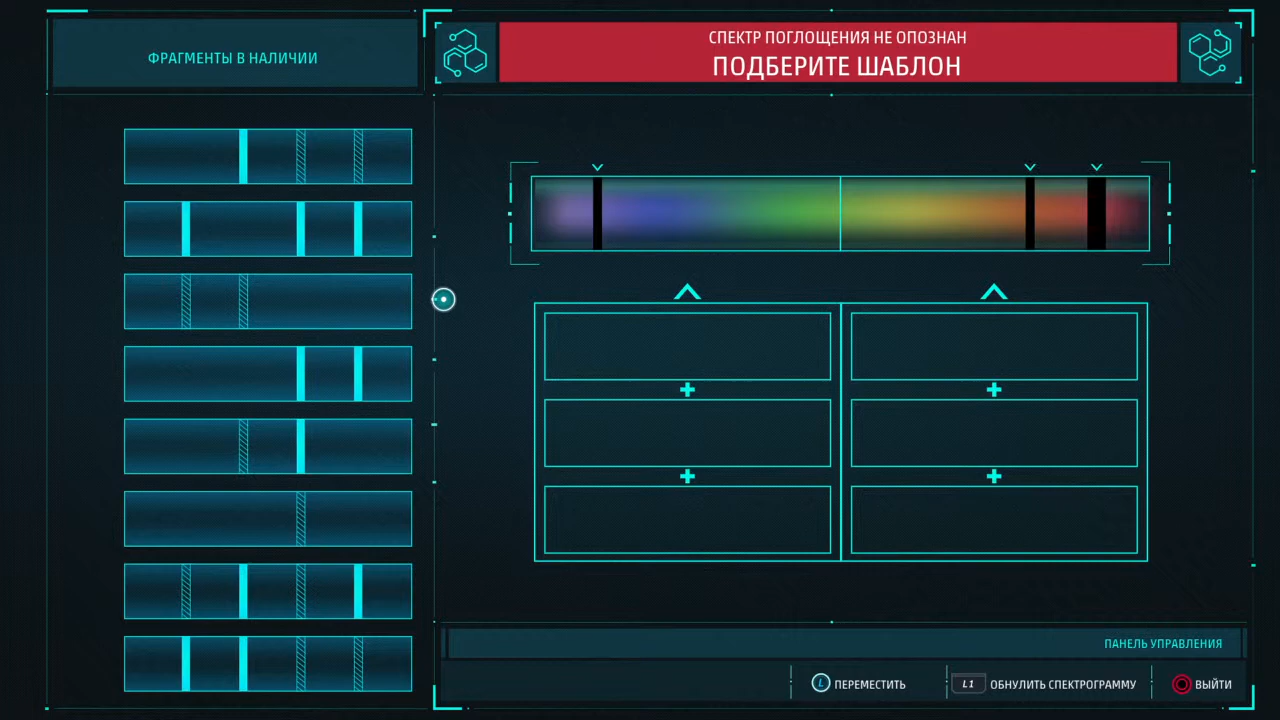 ФРАГМЕНТЫ В НАЛИЧИИ
СПЕКТР ПОГЛОЩЕНИЯ НЕ ОПОЗНАН
ПОДБЕРИТЕ ШАБЛОН
ПАНЕЛЬ УПРАВЛЕНИЯ
L ПЕРЕМЕСТИТЬ
L1 ОБНУЛИТЬ СПЕКТРОГРАММУ
ВЫЙТИ